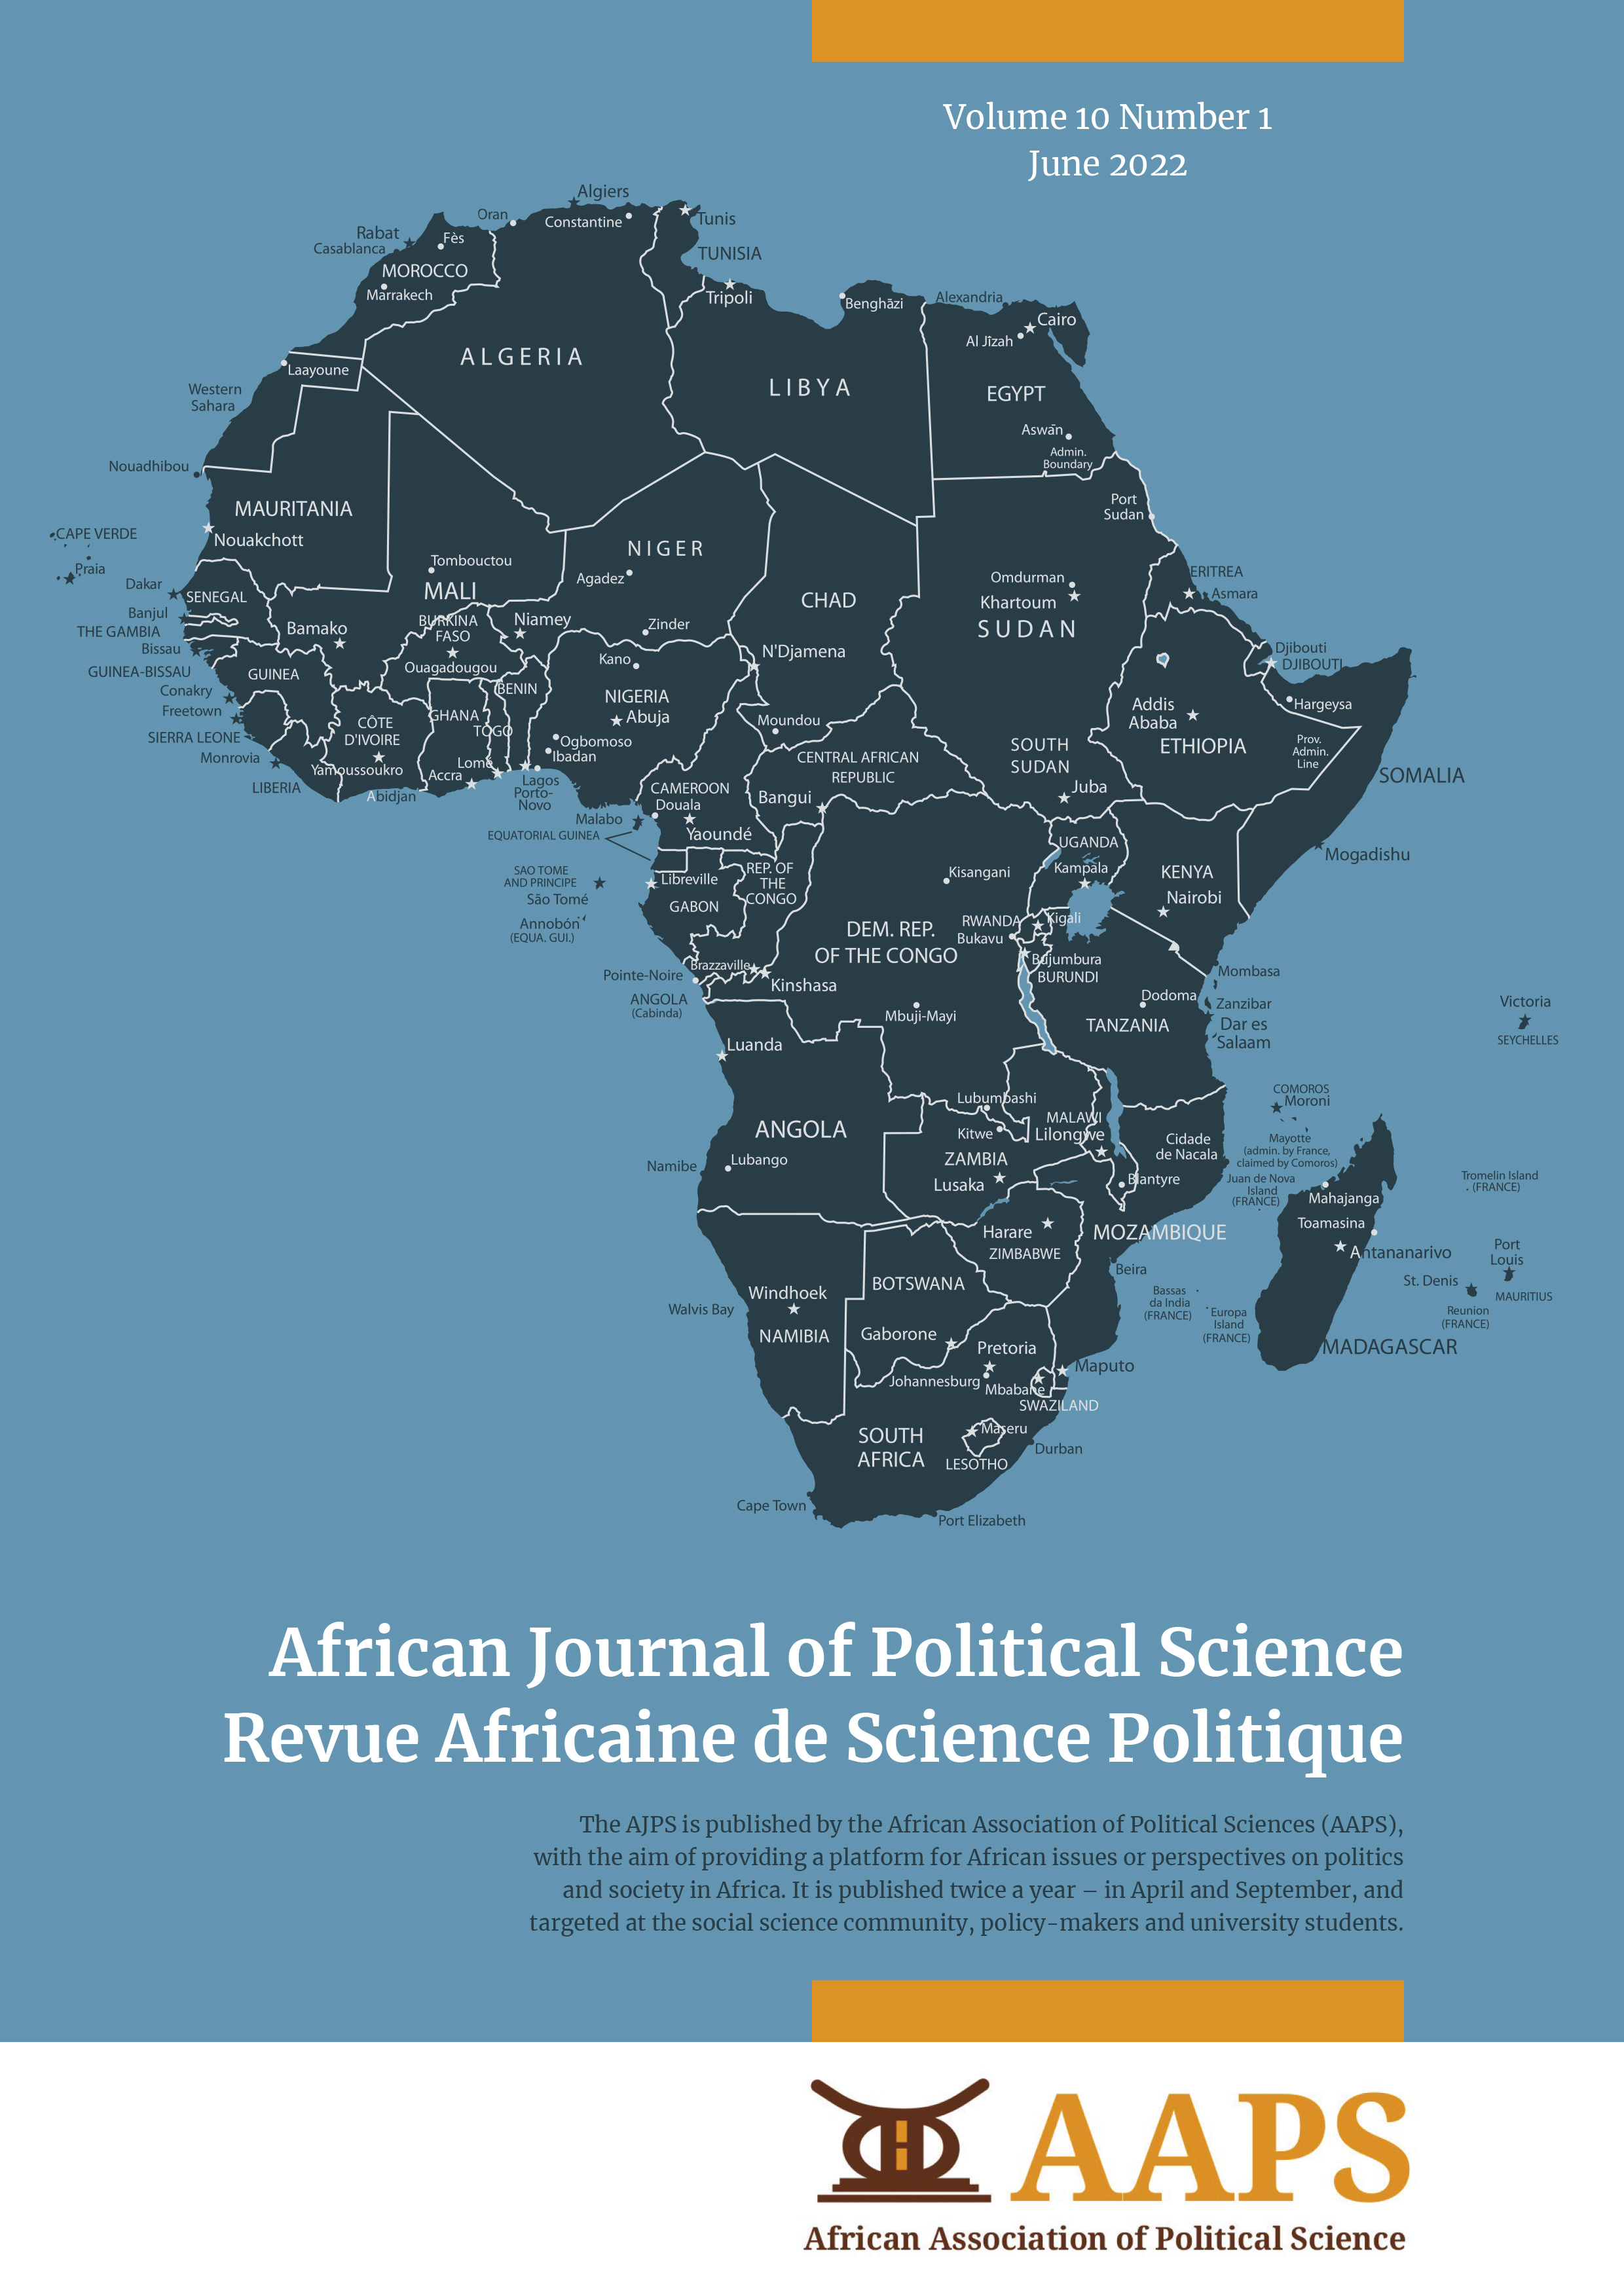 Volume 10 Number 1
June 2022
Algiers
Oran
Constantine
Tunis
Rabat
Casablanca
Fès
TUNISIA
MOROCCO
Marrakech
Tripoli
Benghāzi
Alexandria
Cairo
Al Jīzah
ALGERIA
Laayoune
LIBYA
EGYPT
Western
Sahara
Aswān
Admin.
Boundary
Nouadhibou
MAURITANIA
Port
Sudan
CAPE VERDE
Nouakchott
NIGER
Praia
Tombouctou
Agadez
ERITREA
Dakar
SENEGAL
MALI
CHAD
Omdurman
Khartoum
Asmara
Banjul
THE GAMBIA
Bamako
BURKINA
FASO
Niamey
Zinder
SUDAN
Bissau
GUINEA-BISSAU
GUINEA
Ouagadougou
Kano
N'Djamena
Djibouti
DJIBOUTI
Conakry
BENIN
NIGERIA
Abuja
Addis
Ababa
Hargeysa
Freetown
CÔTE
D'IVOIRE
GHANA
TOGO
Moundou
SIERRA LEONE
Ogbomoso
Ibadan
CENTRAL AFRICAN
REPUBLIC
SOUTH
SUDAN
ETHIOPIA
Prov.
Admin.
Line
Monrovia
Yamoussoukro
Accra
Lomé
SOMALIA
LIBERIA
Abidjan
Lagos
Porto-
Novo
CAMEROON
Douala
Bangui
Juba
Malabo
Yaoundé
EQUATORIAL GUINEA
UGANDA
Kampala
KENYA
Nairobi
Mogadishu
SAO TOME
AND PRINCIPE
São Tomé
Libreville
GABON
REP. OF
THE
CONGO
Kisangani
Annobón
(EQUA. GUI.)
DEM. REP.
OF THE CONGO
RWANDA
Kigali
Bukavu
Bujumbura
BURUNDI
Pointe-Noire
Brazzaville
Kinshasa
Mombasa
ANGOLA
(Cabinda)
Mbuji-Mayi
Dodoma
TANZANIA
Zanzibar
Dar es
Salaam
Victoria
SEYCHELLES
Luanda
Lubumbashi
COMOROS
Moroni
ANGOLA
Kitwe
MALAWI
Lilongwe
Cidade
de Nacala
Mayotte
(admin. by France,
claimed by Comoros)
Namibe
Lubango
ZAMBIA
Lusaka
Blantyre
Juan de Nova
Island
(FRANCE)
Mahajanga
Tromelin Island
(FRANCE)
Harare
ZIMBABWE
MOZAMBIQUE
Toamasina
Antananarivo
Port
Louis
MAURITIUS
Beira
Windhoek
NAMIBIA
BOTSWANA
Bassas
da India
(FRANCE)
Europa
Island
(FRANCE)
St. Denis
Reunion
(FRANCE)
Walvis Bay
Gaborone
Pretoria
MADAGASCAR
Johannesburg
Mbabane
Maputo
SWAZILAND
SOUTH
AFRICA
Maseru
LESOTHO
Durban
Cape Town
Port Elizabeth
African Journal of Political Science
Revue Africaine de Science Politique
The AJPS is published by the African Association of Political Sciences (AAPS),
with the aim of providing a platform for African issues or perspectives on politics
and society in Africa. It is published twice a year – in April and September, and
targeted at the social science community, policy-makers and university students.
AAPS
African Association of Political Science